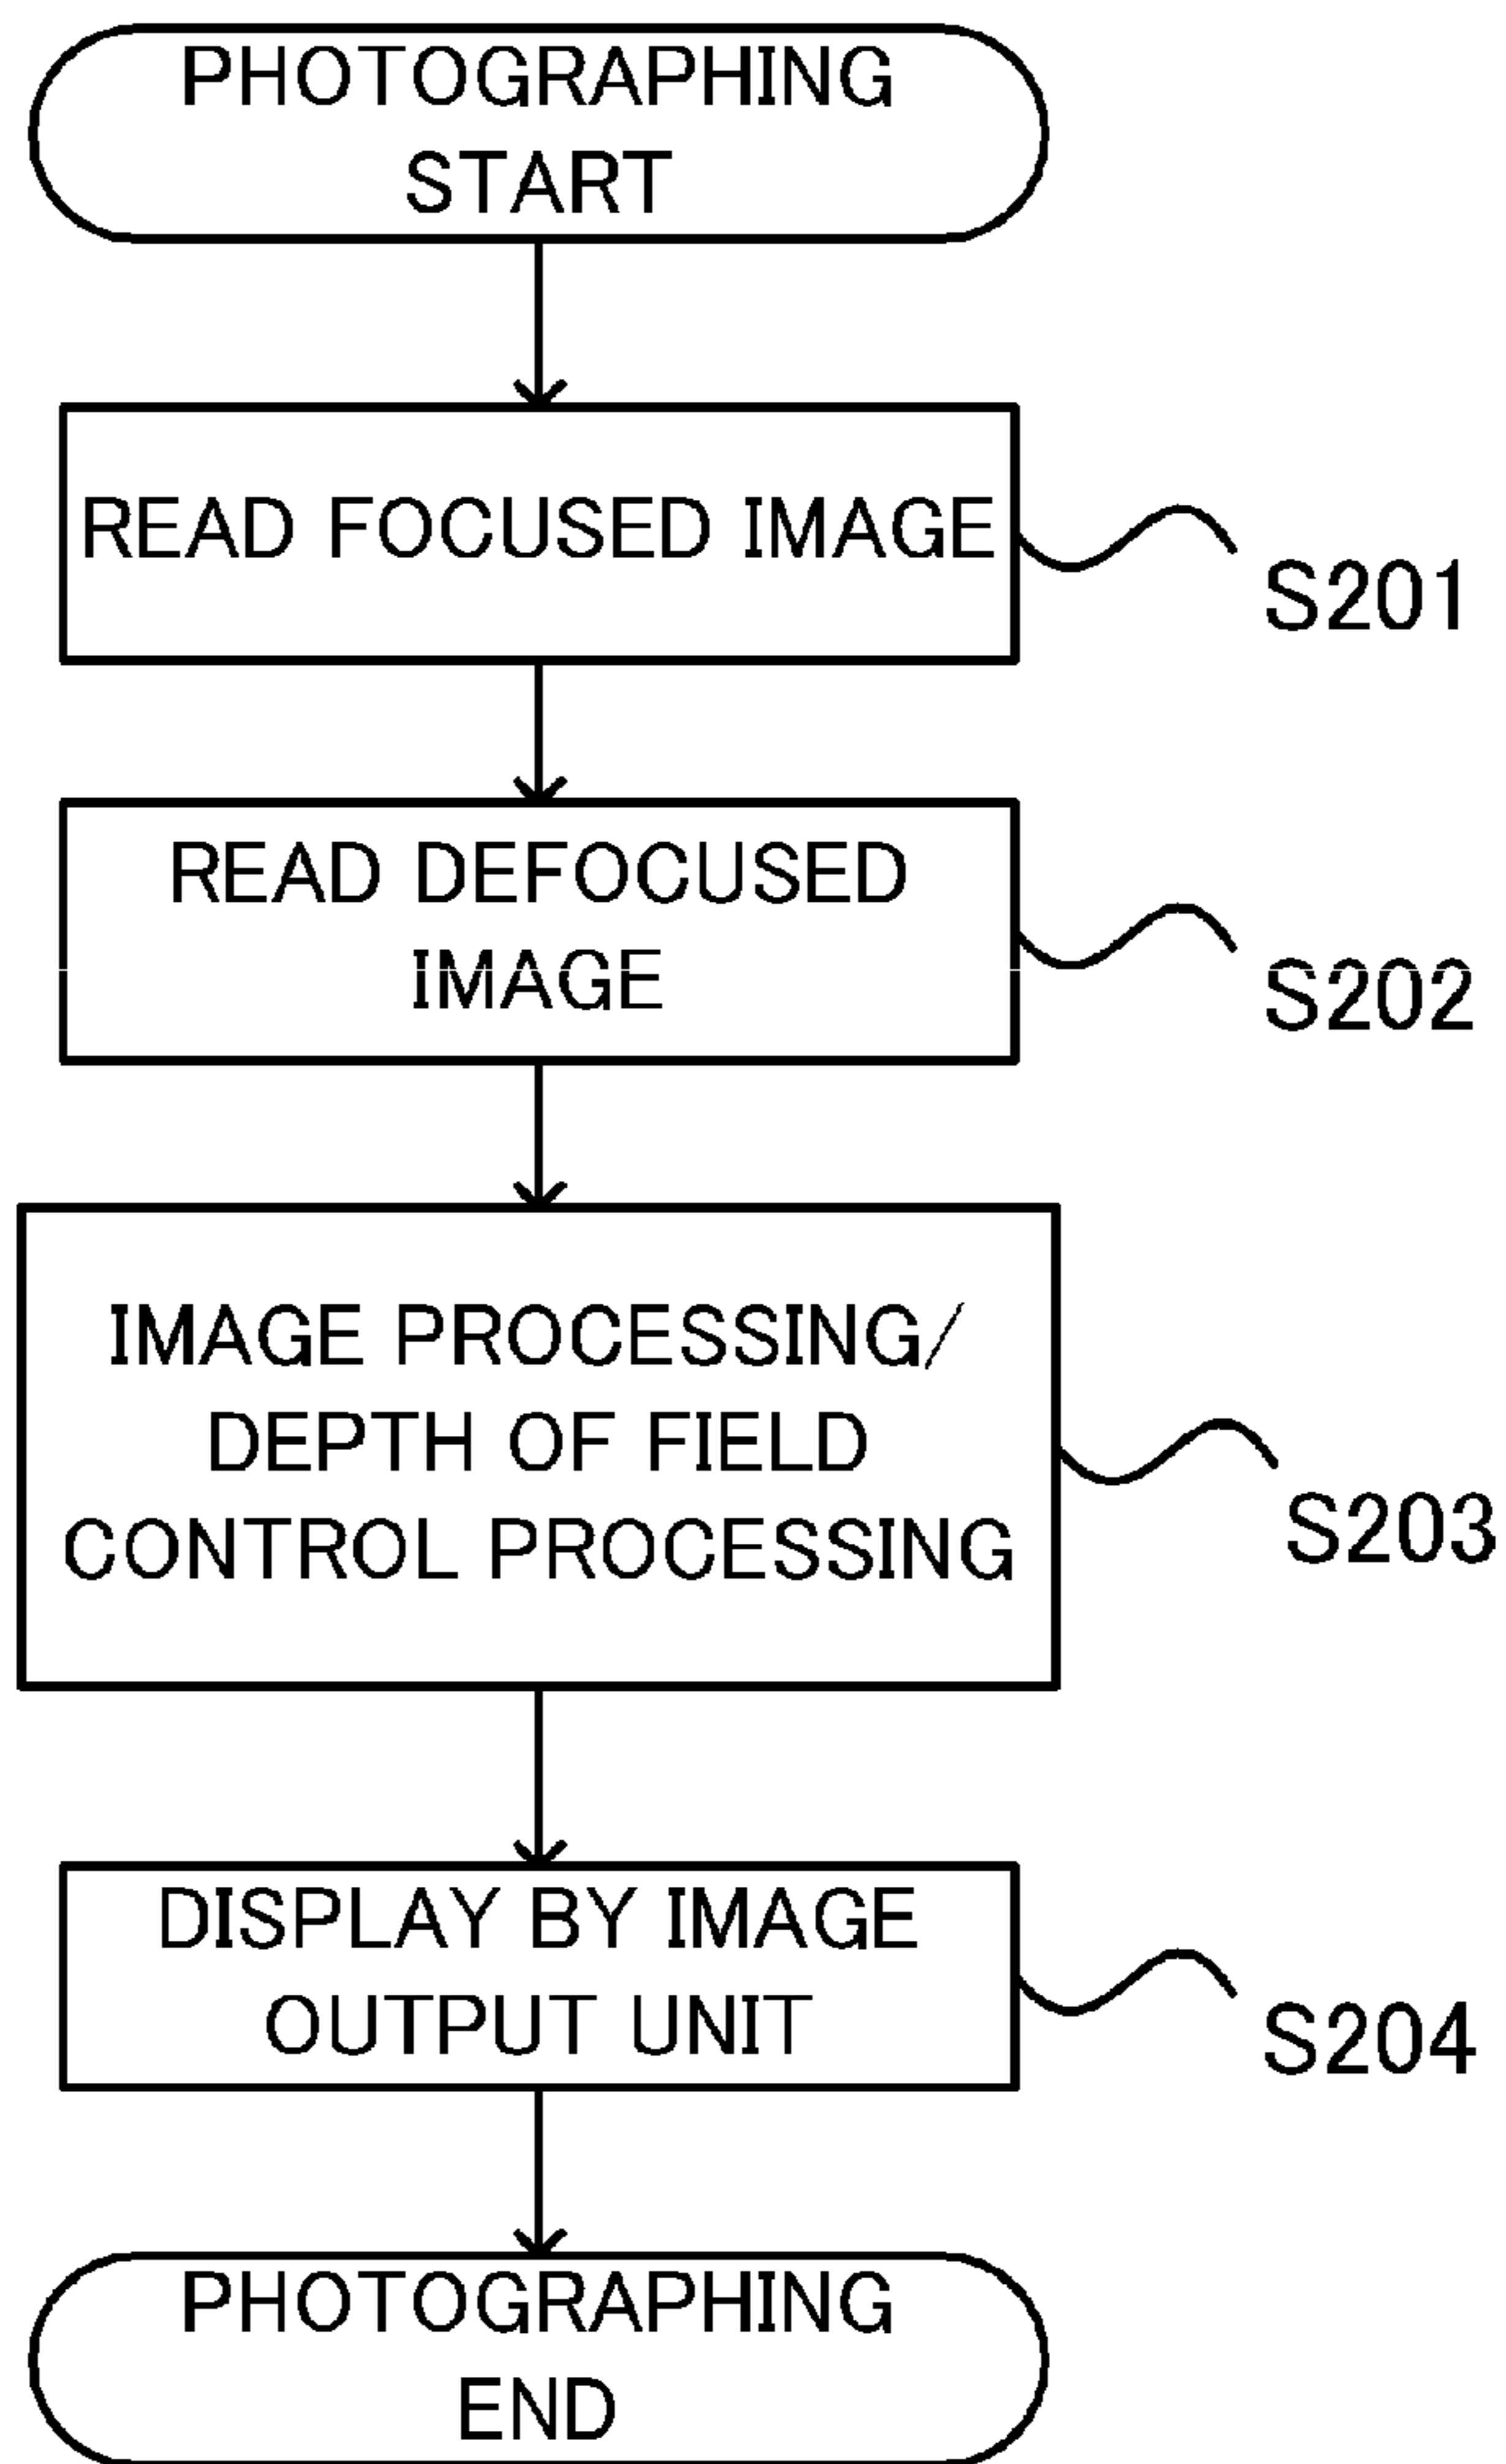 PHOTOGRAPHING
START
READ FOCUSED IMAGE
S201
READ DEFOCUSED
IMAGE
S202
IMAGE PROCESSING/
DEPTH OF FIELD
CONTROL PROCESSING
S203
DISPLAY BY IMAGE
OUTPUT UNIT
S204
PHOTOGRAPHING
END